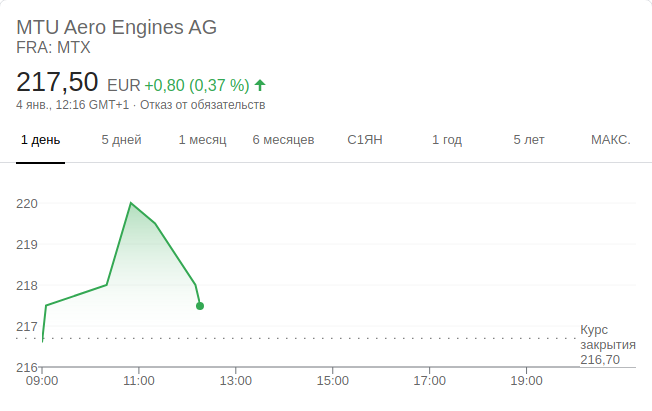 MTU Aero Engines AG
FRA: MTX
217,50 EUR +0,80 (0,37 %)
4 янв., 12:16 GMT+1 · Отказ от обязательств
1 день 5 дней 1 месяц 6 месяцев С1ЯН 1 год 5 лет МАКС.
220
219
218
217
216
Курс
закрытия
216,70
09:00 11:00 13:00 15:00 17:00 19:00